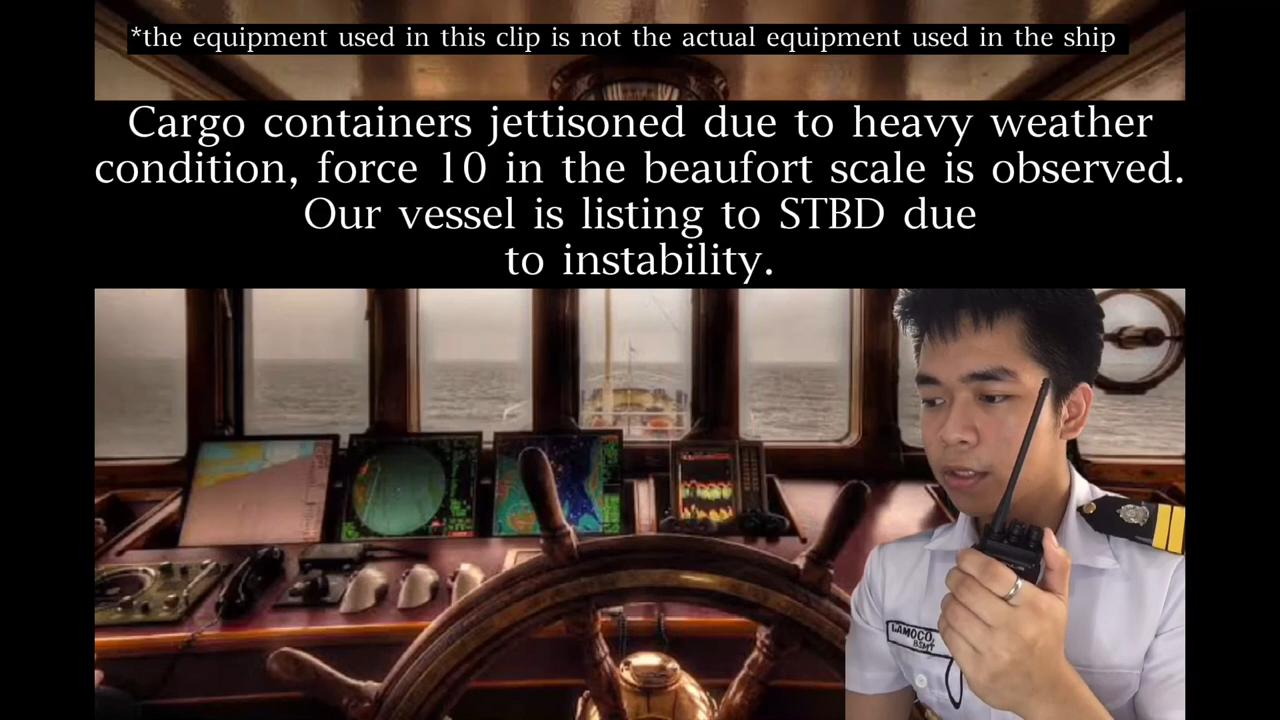 *the equipment used in this clip is not the actual equipment used in the ship
Cargo containers jettisoned due to heavy weather
condition, force 10 in the beaufort scale is observed.
Our vessel is listing to STBD due
to instability.
LAMOCO,
BSMT